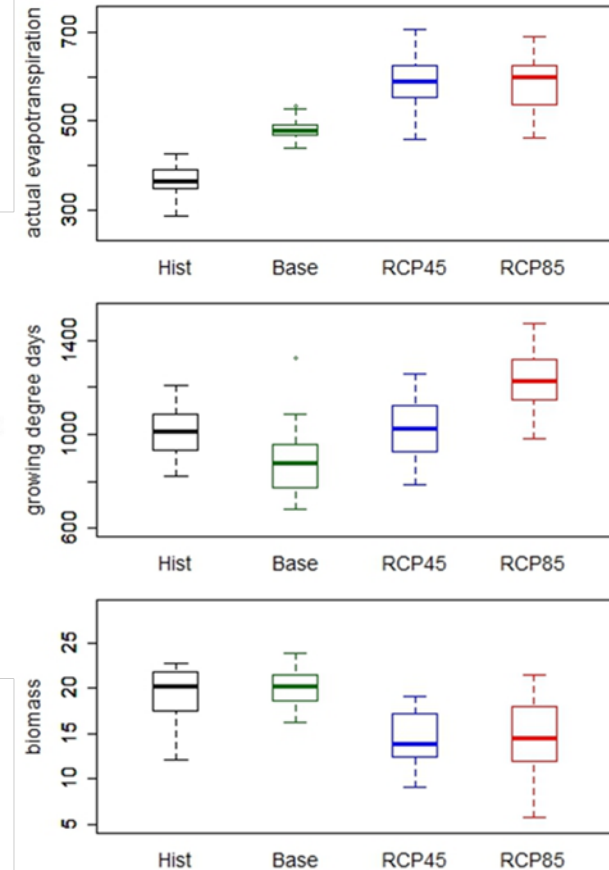 actual evapotranspiration
700
500
300
Hist Base RCP45 RCP85
growing degree days
1400
1000
600
Hist Base RCP45 RCP85
biomass
25
20
15
10
5
Hist Base RCP45 RCP85